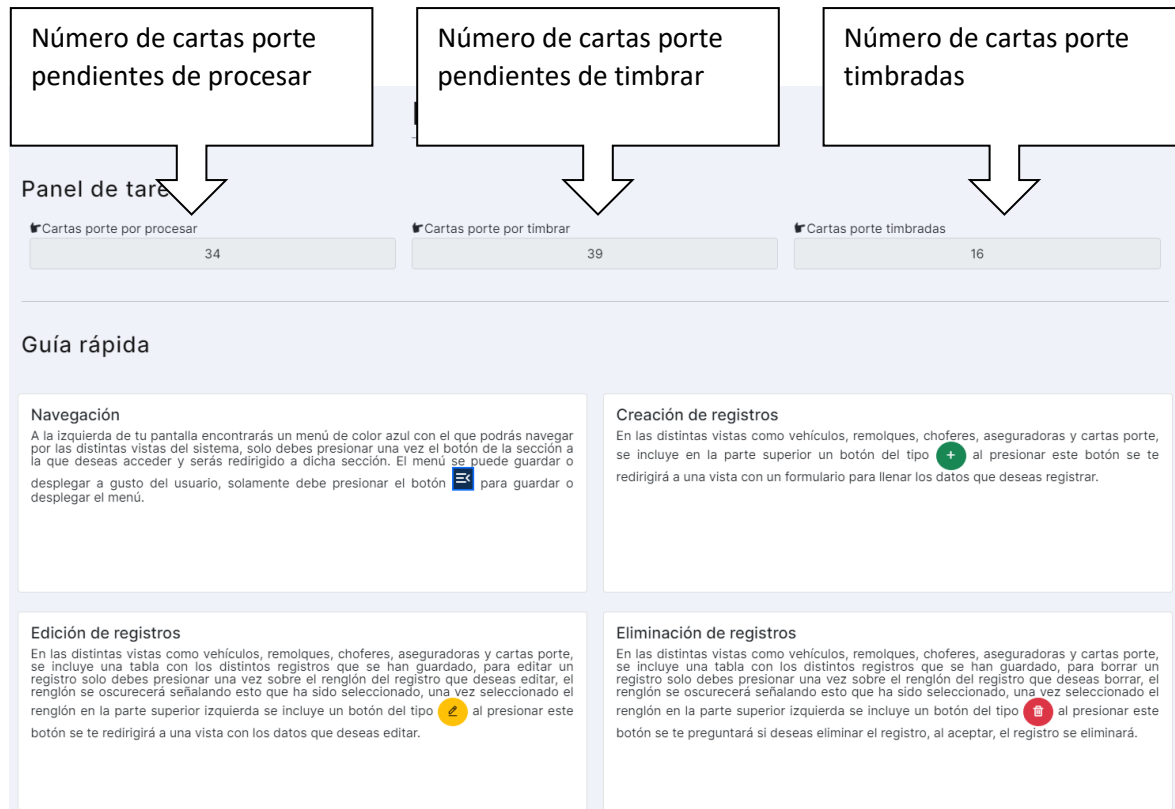 Número de cartas porte
pendientes de procesar
Número de cartas porte
pendientes de timbrar
Número de cartas porte
timbradas
Panel de tare
Cartas porte por procesar
34
Cartas porte por timbrar
39
Cartas porte timbradas
16
Guía rápida
Navegación
A la izquierda de tu pantalla encontrarás un menú de color azul con el que podrás navegar
por las distintas vistas del sistema, solo debes presionar una vez el botón de la sección a
la que deseas acceder y serás redirigido a dicha sección. El menú se puede guardar o
desplegar a gusto del usuario, solamente debe presionar el botón para guardar o
desplegar el menú.
Creación de registros
En las distintas vistas como vehículos, remolques, choferes, aseguradoras y cartas porte,
se incluye en la parte superior un botón del tipo + al presionar este botón se te
redirigirá a una vista con un formulario para llenar los datos que deseas registrar.
Edición de registros
En las distintas vistas como vehículos, remolques, choferes, aseguradoras y cartas porte,
se incluye una tabla con los distintos registros que se han guardado, para editar un
registro solo debes presionar una vez sobre el renglón del registro que deseas editar, el
renglón se oscurecerá señalando esto que ha sido seleccionado, una vez seleccionado el
renglón en la parte superior izquierda se incluye un botón del tipo al presionar este
botón se te redirigirá a una vista con los datos que deseas editar.
Eliminación de registros
En las distintas vistas como vehículos, remolques, choferes, aseguradoras y cartas porte,
se incluye una tabla con los distintos registros que se han guardado, para borrar un
registro solo debes presionar una vez sobre el renglón del registro que deseas borrar, el
renglón se oscurecerá señalando esto que ha sido seleccionado, una vez seleccionado el
renglón en la parte superior izquierda se incluye un botón del tipo al presionar este
botón se te preguntará si deseas eliminar el registro, al aceptar, el registro se eliminará.